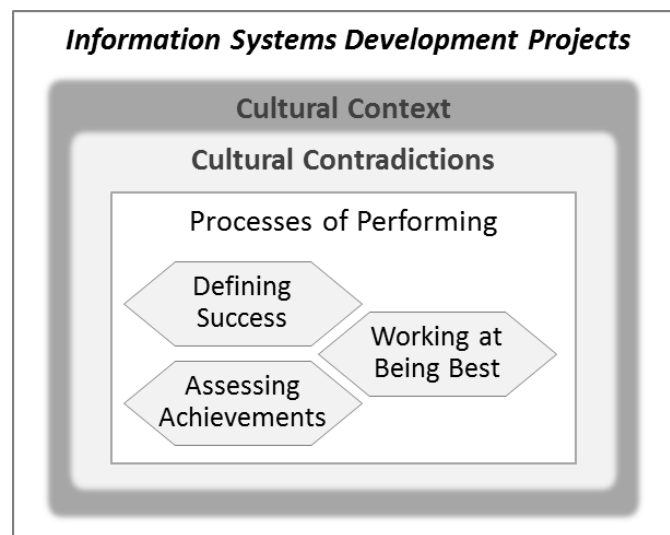 Information Systems Development Projects
Cultural Context
Cultural Contradictions
Processes of Performing
Defining
Success
Working at
Being Best
Assessing
Achievements